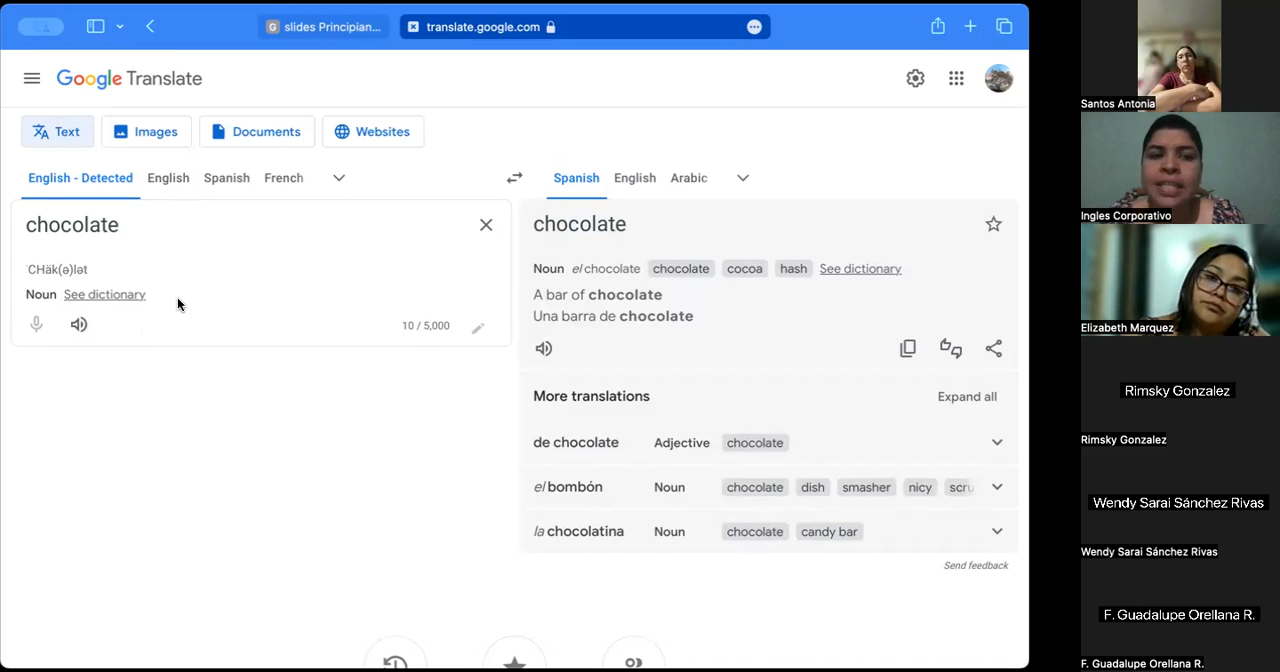 slides Principian...
translate.google.com
Google Translate
Text
Images
Documents
Websites
English - Detected
English
Spanish
French
Spanish
English
Arabic
chocolate
ˈCHäk(ə)lət
Noun See dictionary
10 / 5,000
chocolate
Noun el chocolate chocolate cocoa hash See dictionary
A bar of chocolate
Una barra de chocolate
More translations
Expand all
de chocolate Adjective chocolate
el bombón Noun chocolate dish smasher nicy scru
la chocolatina Noun chocolate candy bar
Send feedback
Santos Antonia
Ingles Corporativo
Elizabeth Marquez
Rimsky Gonzalez
Rimsky Gonzalez
Wendy Sarai Sánchez Rivas
Wendy Sarai Sánchez Rivas
F. Guadalupe Orellana R.
F. Guadalupe Orellana R.